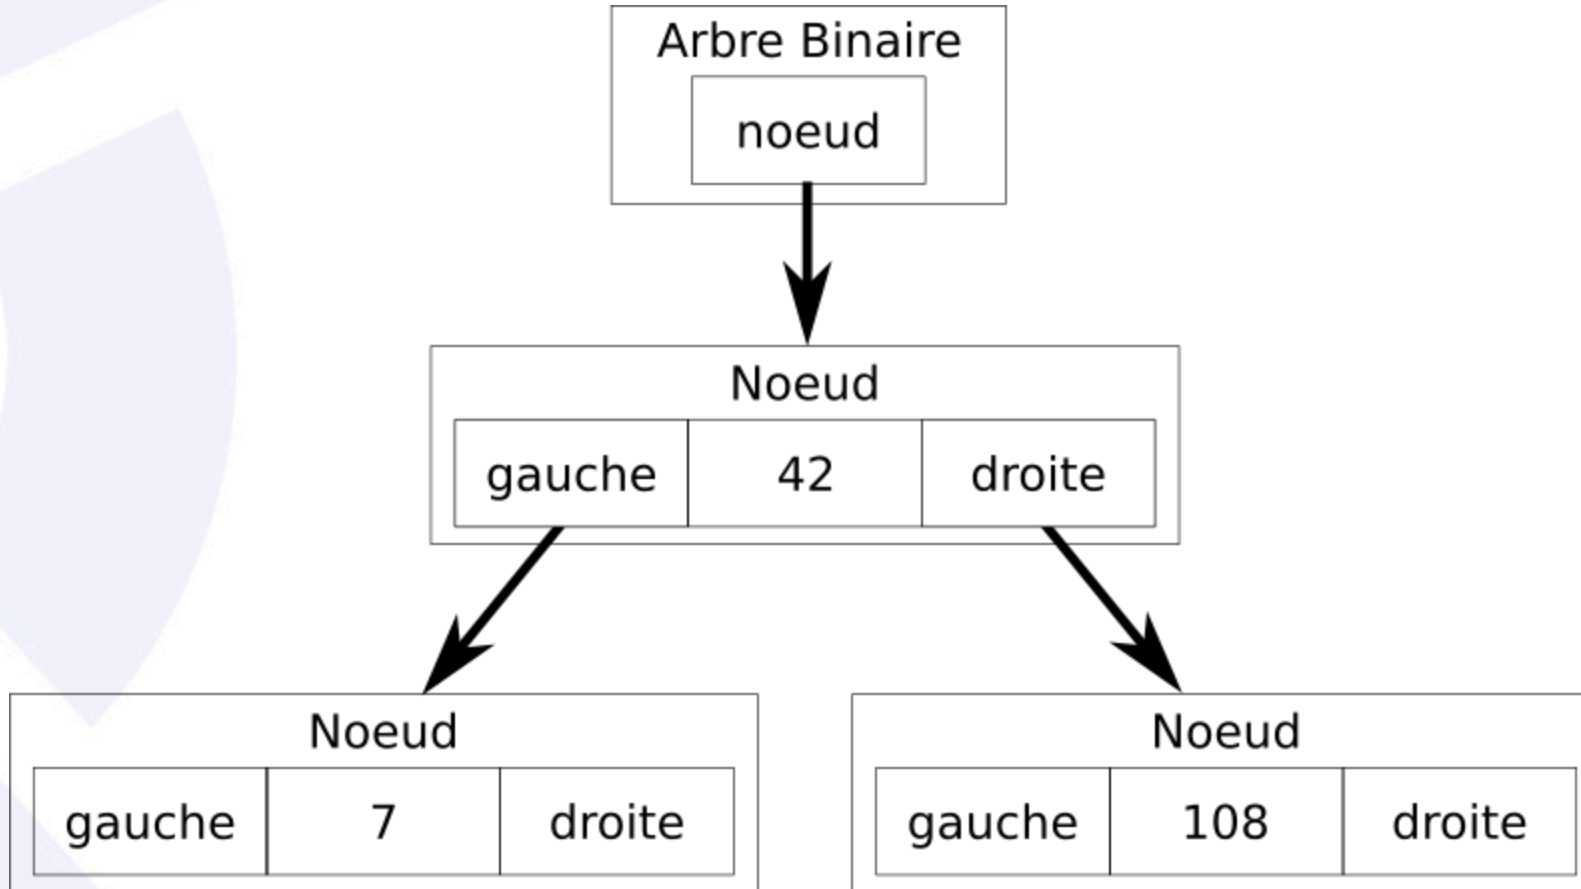 Arbre Binaire
noeud
Noeud
gauche 42 droite
Noeud
gauche 7 droite
Noeud
gauche 108 droite